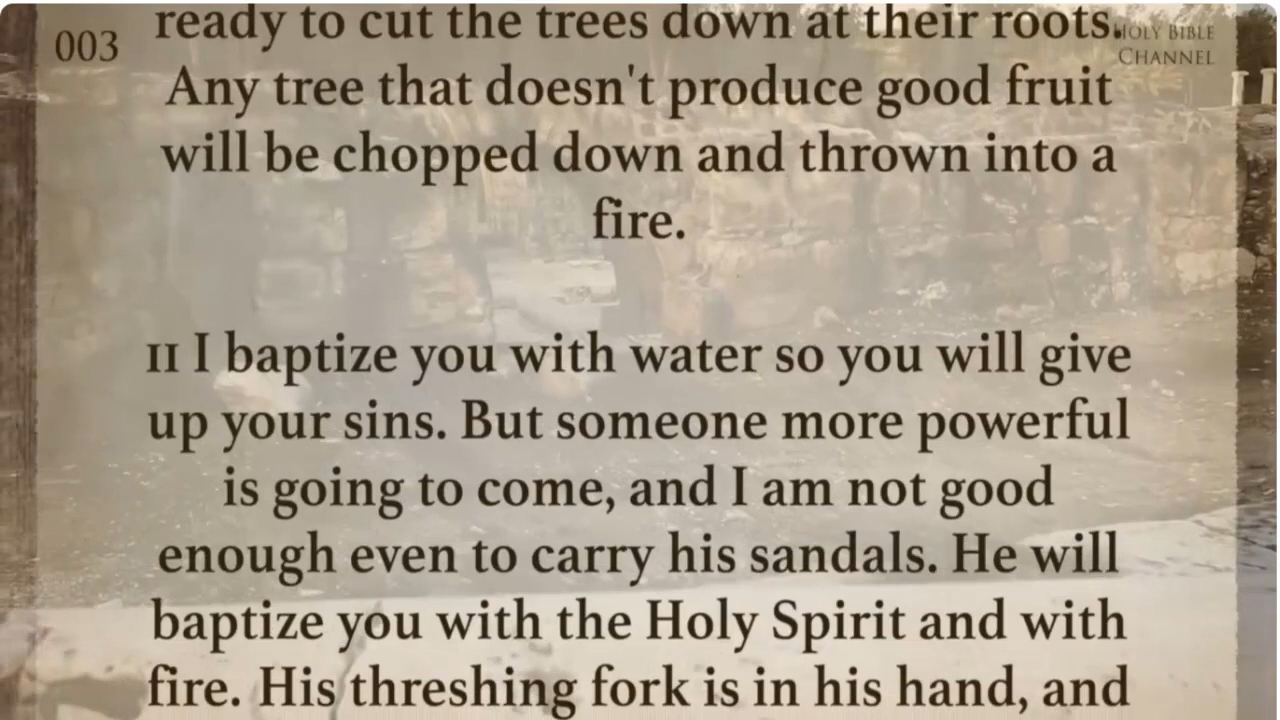 003
HOLY BIBLE
CHANNEL
ready to cut the trees down at their roots.
Any tree that doesn't produce good fruit
will be chopped down and thrown into a
fire.
11 I baptize you with water so you will give
up your sins. But someone more powerful
is going to come, and I am not good
enough even to carry his sandals. He will
baptize you with the Holy Spirit and with
fire. His threshing fork is in his hand, and